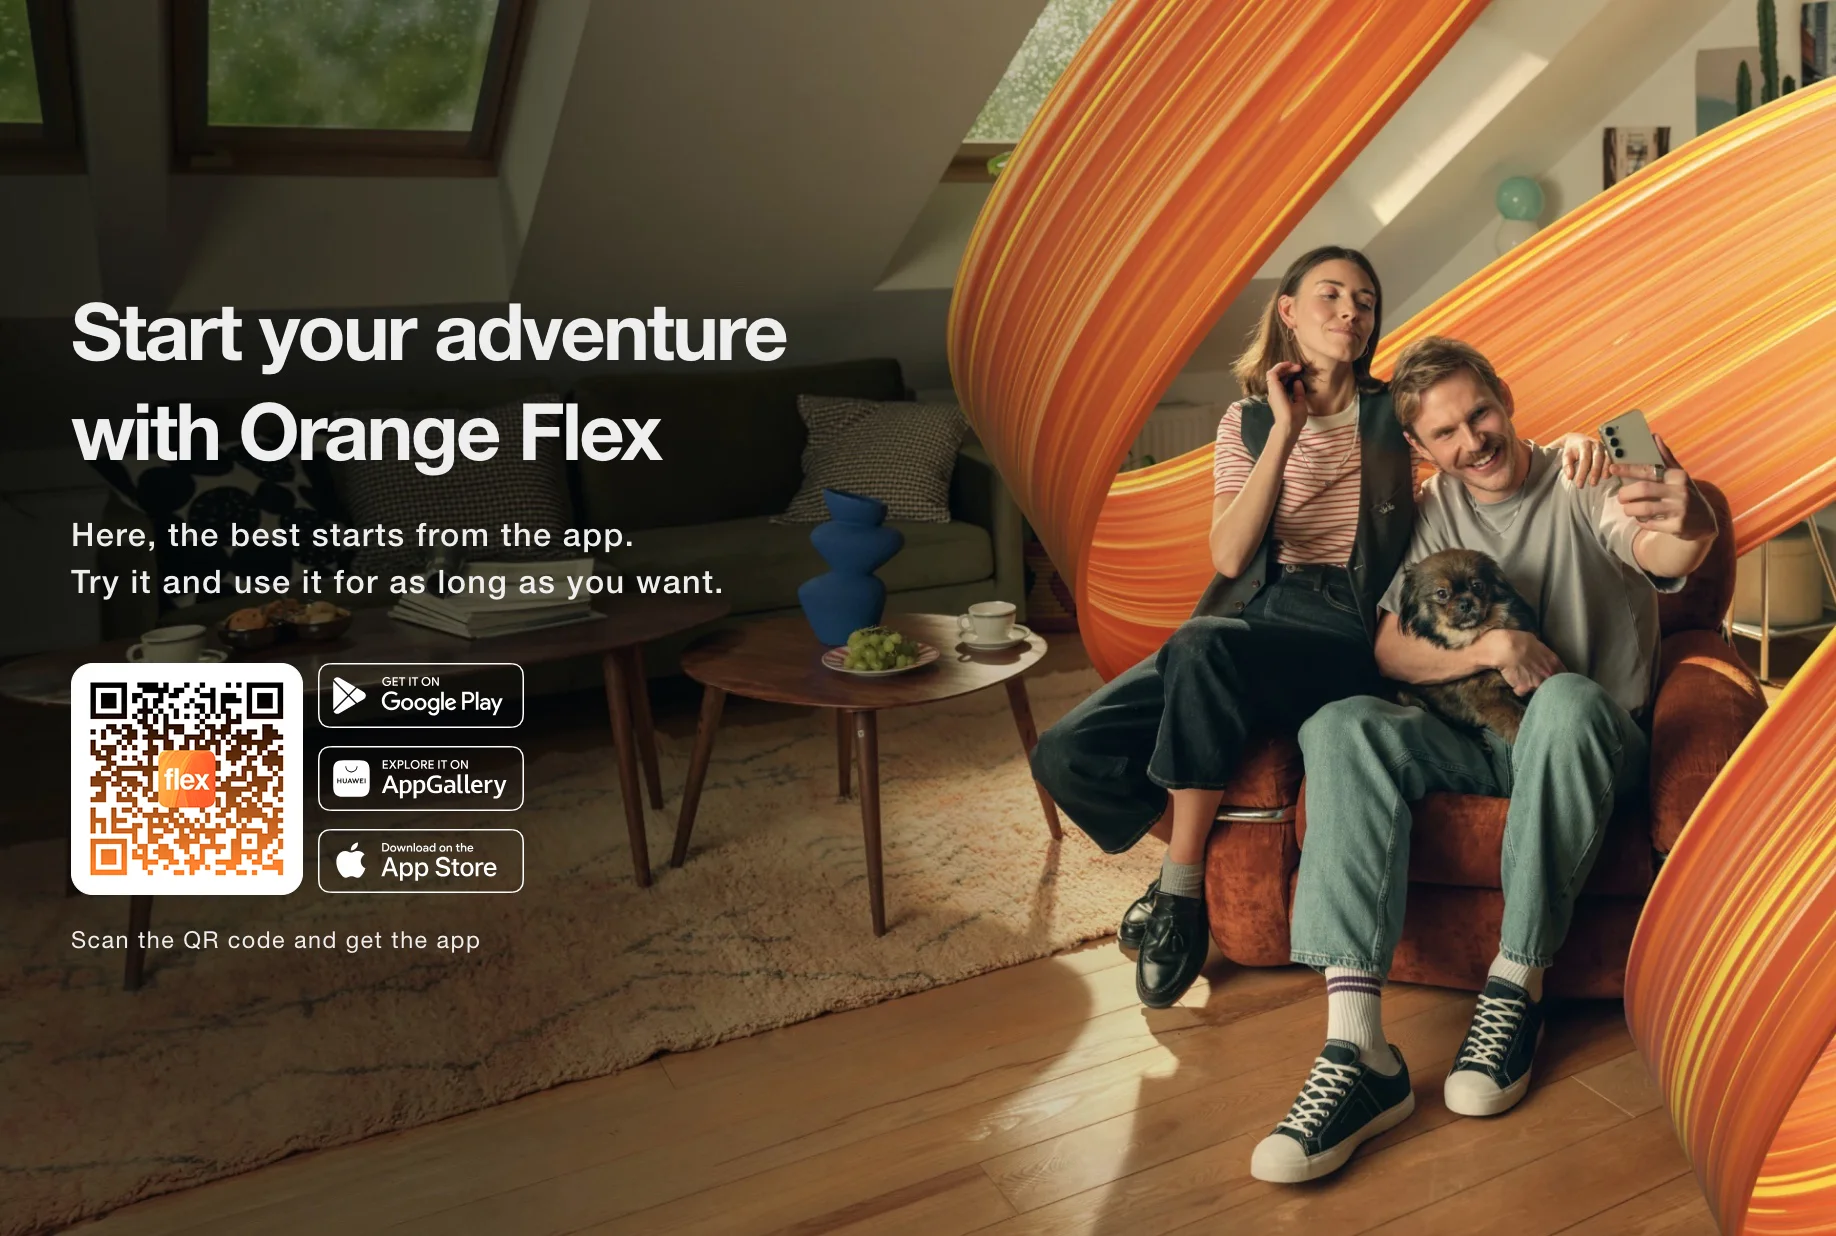 Start your adventure
with Orange Flex
Here, the best starts from the app.
Try it and use it for as long as you want.
flex
GET IT ON
Google Play
HUAWEI
EXPLORE IT ON
AppGallery
Download on the
App Store
Scan the QR code and get the app